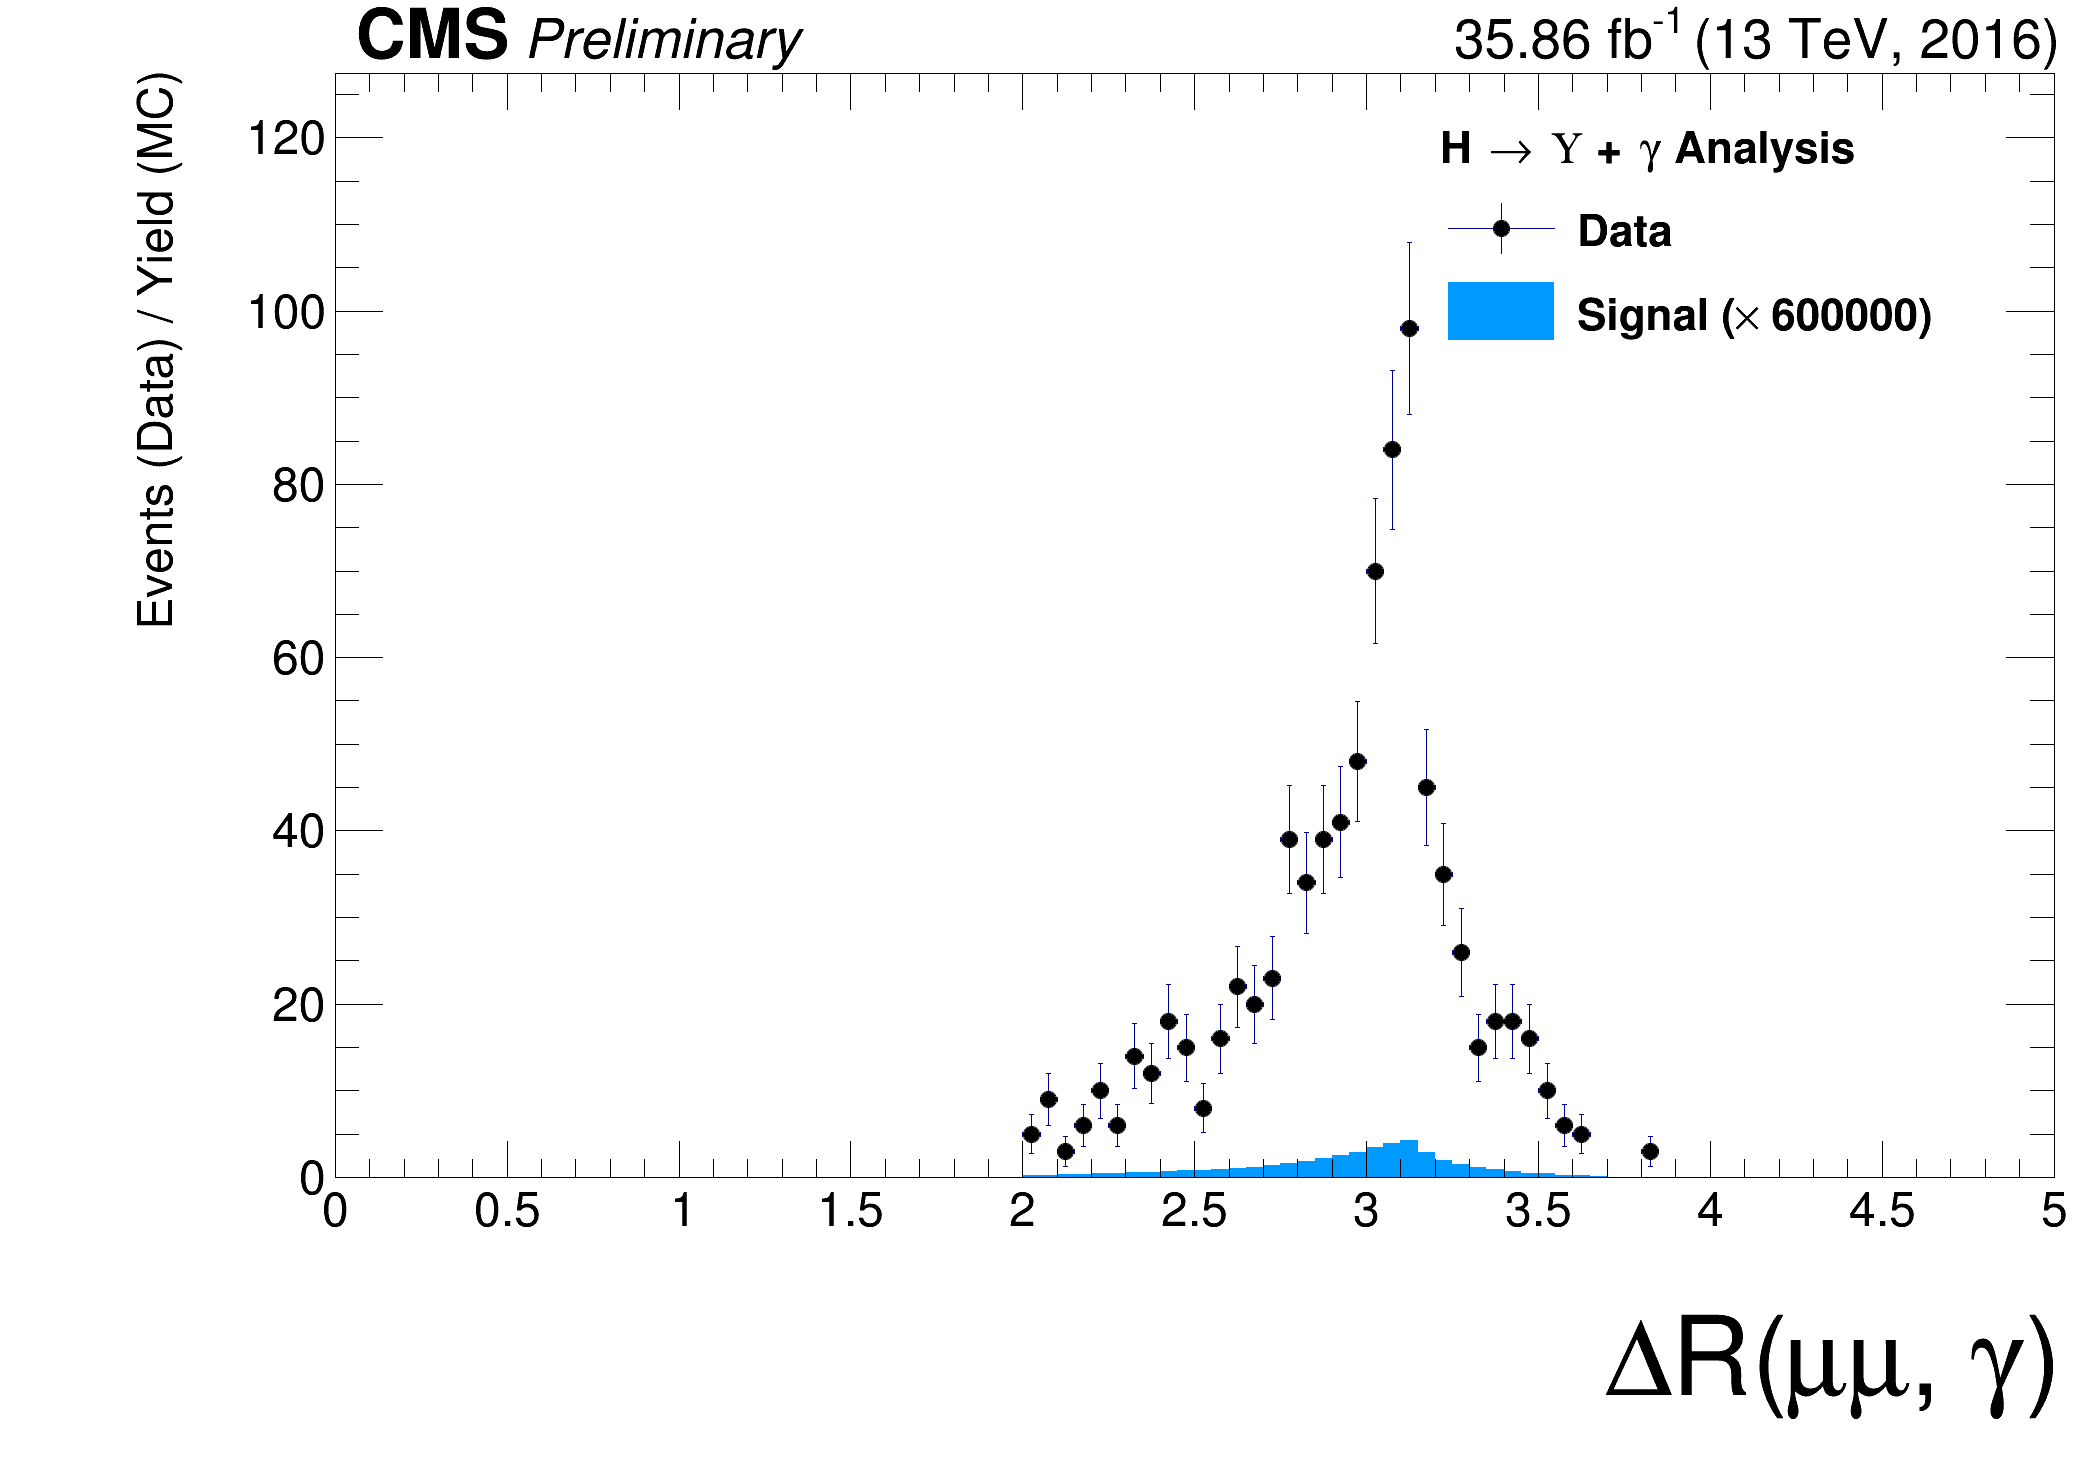 CMS Preliminary 35.86 fb⁻¹ (13 TeV, 2016)
Events (Data) / Yield (MC)
H → Υ + γ Analysis
Data
Signal (× 600000)
120
100
80
60
40
20
0
0 0.5 1 1.5 2 2.5 3 3.5 4 4.5 5
ΔR(μμ, γ)